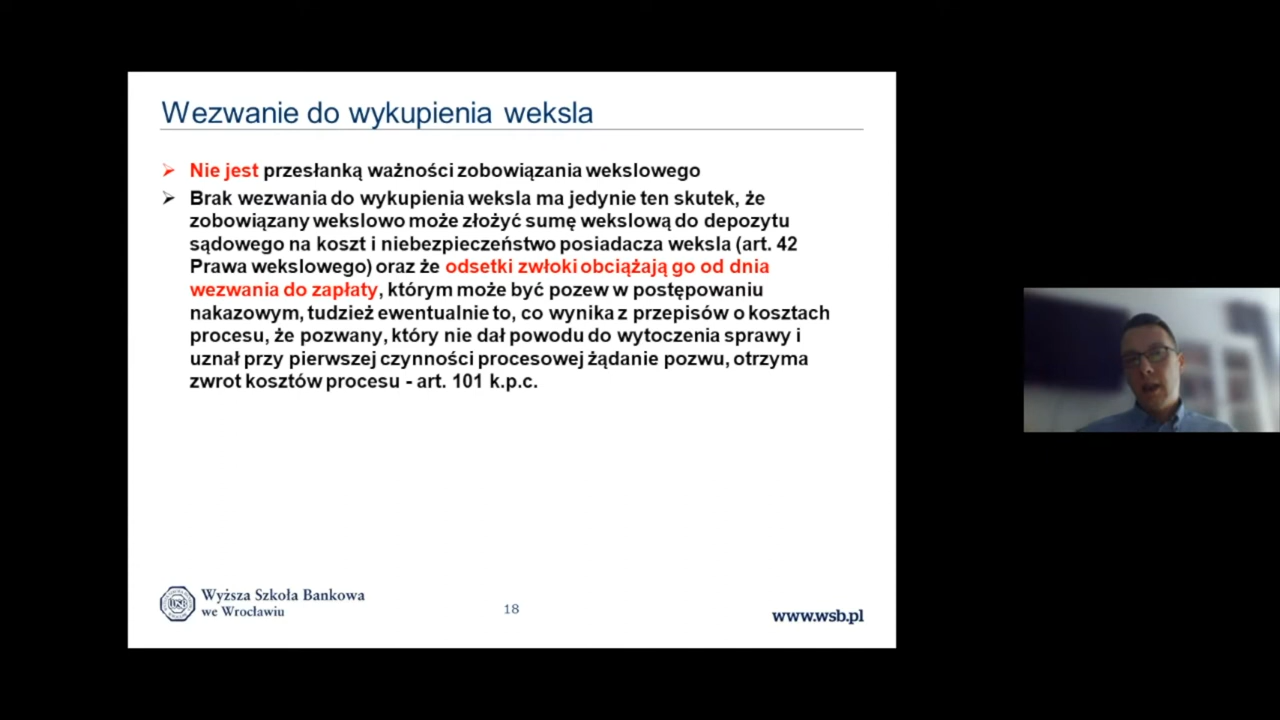 Wezwanie do wykupienia weksla
Nie jest przesłanką ważności zobowiązania wekslowego
Brak wezwania do wykupienia weksla ma jedynie ten skutek, że
zobowiązany wekslowo może złożyć sumę wekslową do depozytu
sądowego na koszt i niebezpieczeństwo posiadacza weksla (art. 42
Prawa wekslowego) oraz że odsetki zwłoki obciążają go od dnia
wezwania do zapłaty, którym może być pozew w postępowaniu
nakazowym, tudzież ewentualnie to, co wynika z przepisów o kosztach
procesu, że pozwany, który nie dał powodu do wytoczenia sprawy i
uznał przy pierwszej czynności procesowej żądanie pozwu, otrzyma
zwrot kosztów procesu - art. 101 k.p.c.
Wyższa Szkoła Bankowa
we Wrocławiu
18
www.wsb.pl